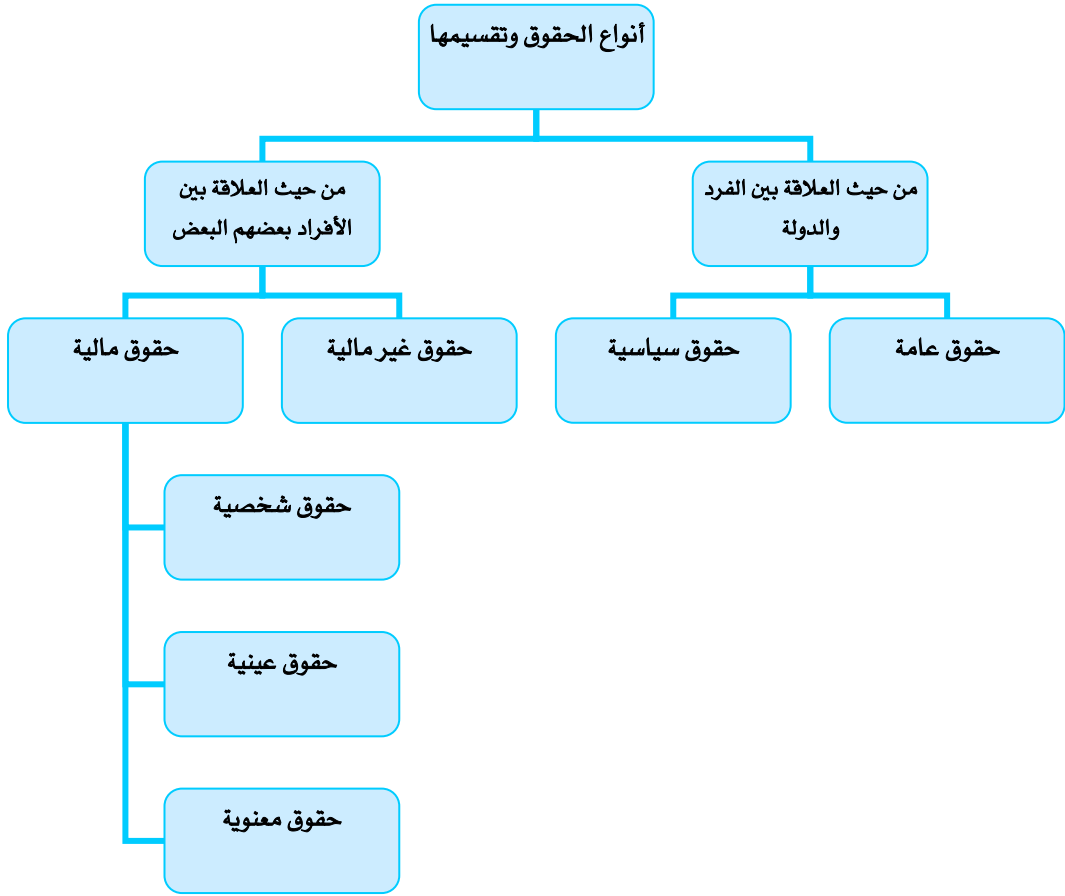 أنواع الحقوق وتقسيمها
من حيث العلاقة بين الفرد
والدولة
من حيث العلاقة بين
الأفراد بعضهم البعض
حقوق عامة
حقوق سياسية
حقوق غير مالية
حقوق مالية
حقوق شخصية
حقوق عينية
حقوق معنوية